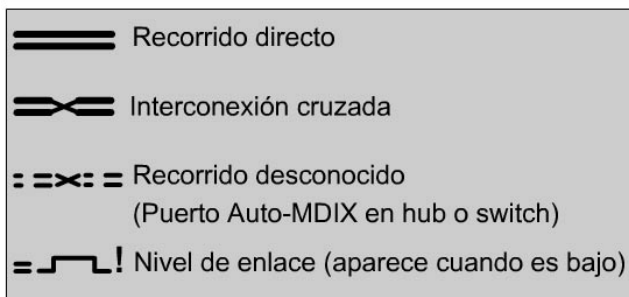 Recorrido directo
Interconexión cruzada
Recorrido desconocido
(Puerto Auto-MDIX en hub o switch)
! Nivel de enlace (aparece cuando es bajo)